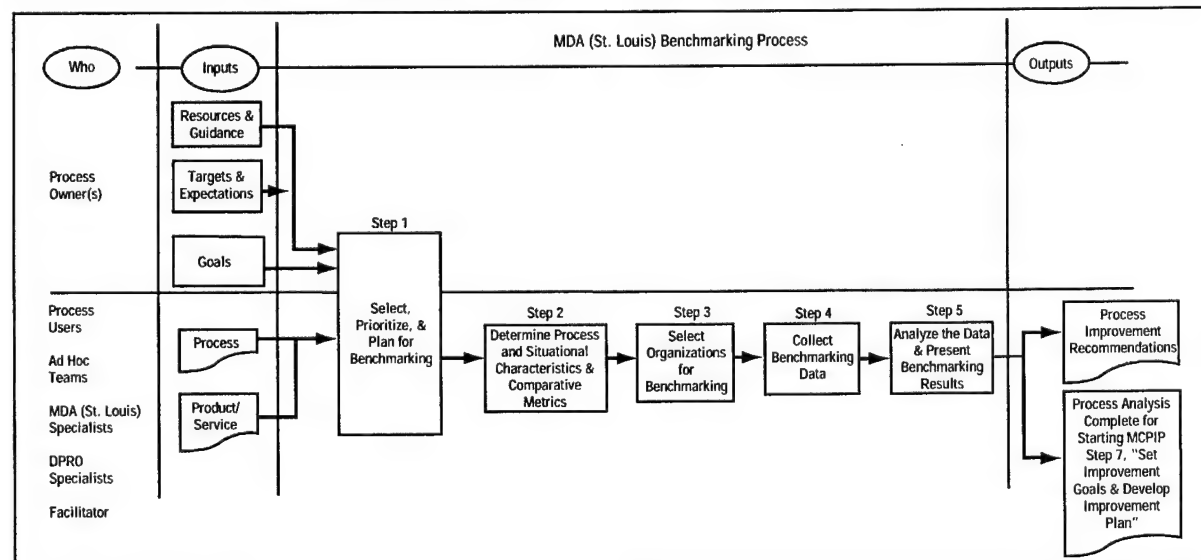 MDA (St. Louis) Benchmarking Process
Who
Inputs
Outputs
Resources &
Guidance
Process
Owner(s)
Targets &
Expectations
Goals
Step 1
Select,
Prioritize, &
Plan for
Benchmarking
Process
Users
Ad Hoc
Teams
MDA (St. Louis)
Specialists
DPRO
Specialists
Facilitator
Process
Product/
Service
Step 2
Determine Process
and Situational
Characteristics &
Comparative
Metrics
Step 3
Select
Organizations
for
Benchmarking
Step 4
Collect
Benchmarking
Data
Step 5
Analyze the Data
& Present
Benchmarking
Results
Process
Improvement
Recommendations
Process Analysis
Complete for
Starting MCPIP
Step 7, "Set
Improvement
Goals & Develop
Improvement
Plan"